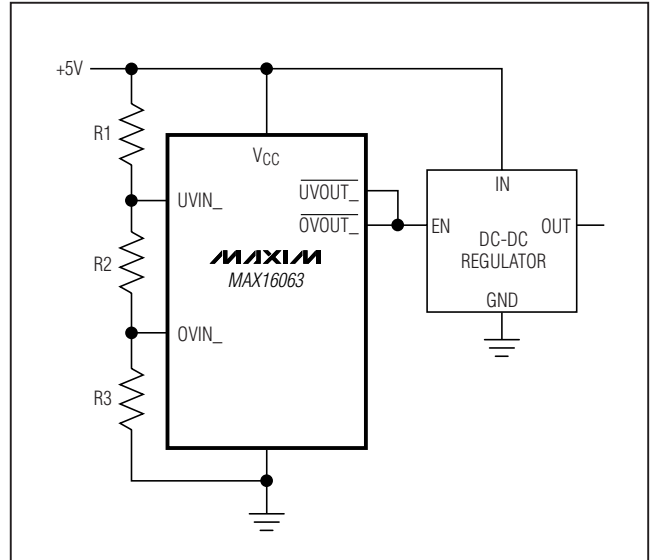 +5V
R1
VCC
UVIN_
UVOUT_
OVOUT_
IN
EN
OUT
DC-DC
REGULATOR
GND
R2
MAXIM
MAX16063
OVIN_
R3